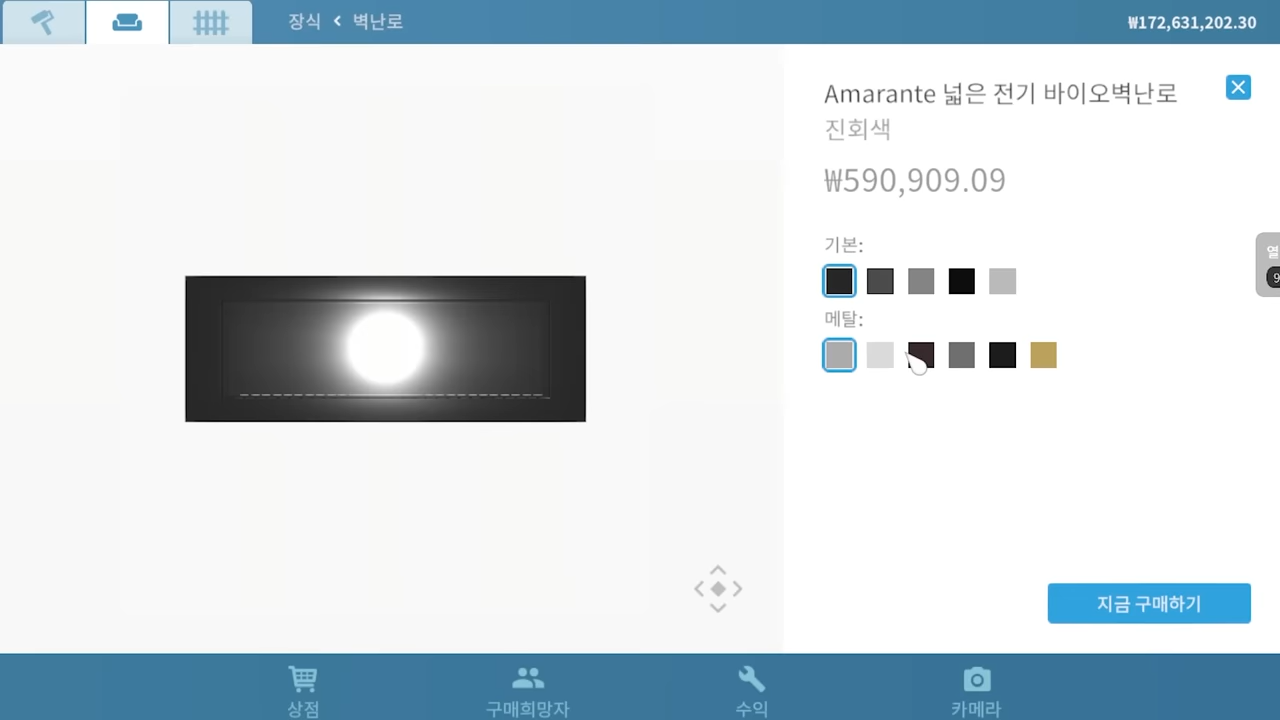 장식 < 벽난로
₩172,631,202.30
Amarante 넓은 전기 바이오벽난로
진회색
₩590,909.09
기본:
열
9
메탈:
지금 구매하기
상점
구매희망자
수익
카메라